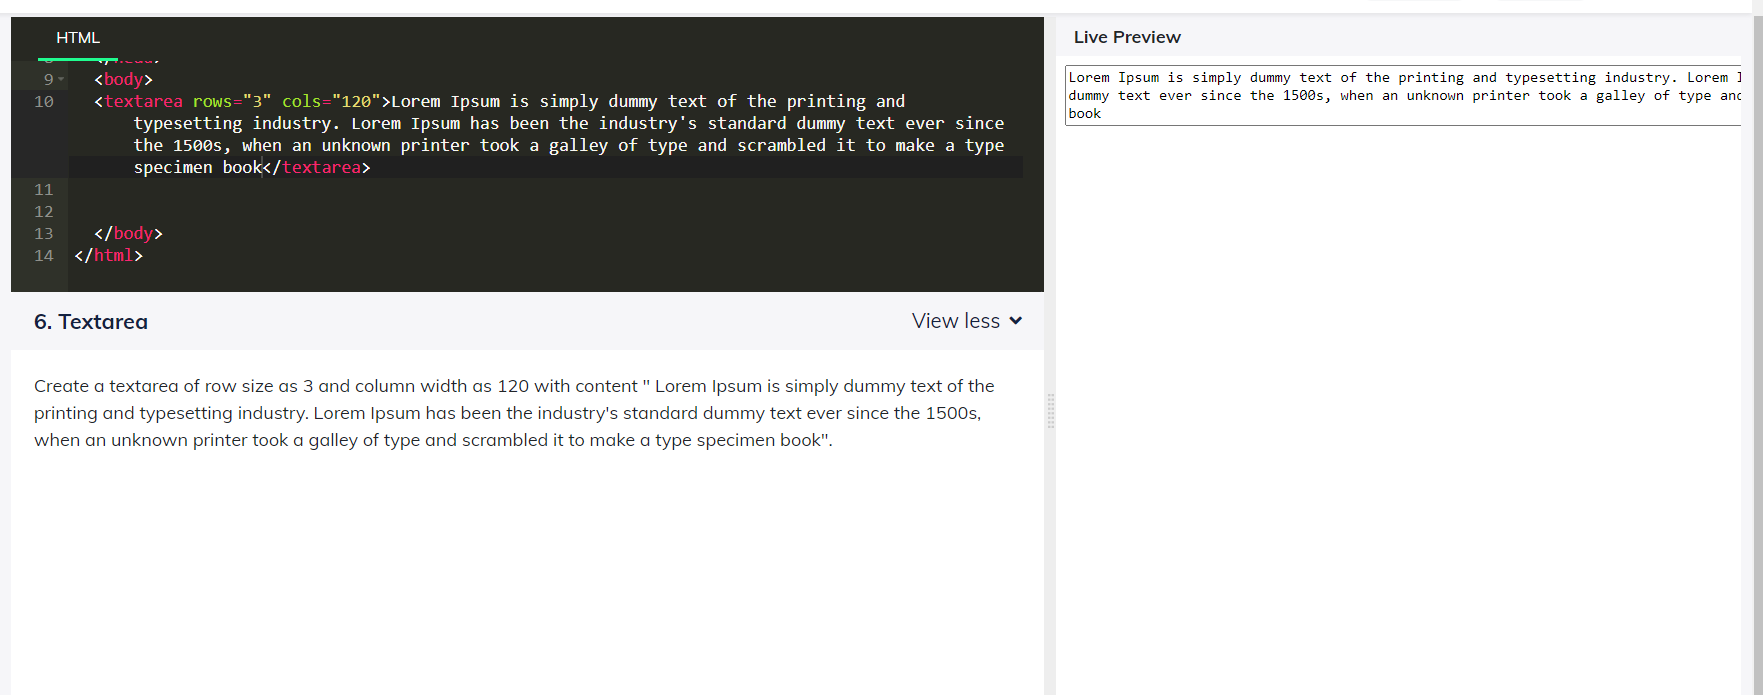 HTML
9 <body>
10 <textarea rows="3" cols="120">Lorem Ipsum is simply dummy text of the printing and
typesetting industry. Lorem Ipsum has been the industry's standard dummy text ever since
the 1500s, when an unknown printer took a galley of type and scrambled it to make a type
specimen book</textarea>
11
12
13 </body>
14 </html>
6. Textarea
View less
Create a textarea of row size as 3 and column width as 120 with content " Lorem Ipsum is simply dummy text of the
printing and typesetting industry. Lorem Ipsum has been the industry's standard dummy text ever since the 1500s,
when an unknown printer took a galley of type and scrambled it to make a type specimen book".
Live Preview
Lorem Ipsum is simply dummy text of the printing and typesetting industry. Lorem
dummy text ever since the 1500s, when an unknown printer took a galley of type
book